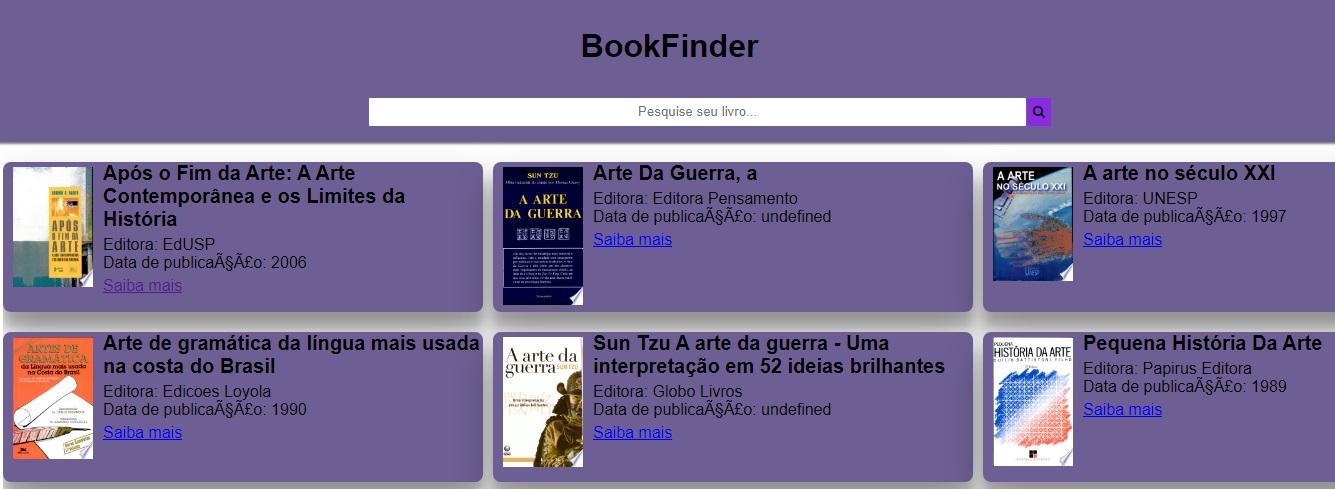 BookFinder
Pesquise seu livro...
Após o Fim da Arte: A Arte
Contemporânea e os Limites da
História
Editora: EdUSP
Data de publicaÃ§Ã£o: 2006
Saiba mais
APÓS
O FIM DA
ARTE
SUN TZU
A ARTE
DA GUERRA
Arte Da Guerra, a
Editora: Editora Pensamento
Data de publicaÃ§Ã£o: undefined
Saiba mais
A ARTE
NO SÉCULO XXI
UNESP
A arte no século XXI
Editora: UNESP
Data de publicaÃ§Ã£o: 1997
Saiba mais
ARTES DE
GRAMÁTICA
da Língua mais usada
na Costa do Brasil
Arte de gramática da língua mais usada
na costa do Brasil
Editora: Edicoes Loyola
Data de publicaÃ§Ã£o: 1990
Saiba mais
A arte da
guerra SUN TZU
Sun Tzu A arte da guerra - Uma
interpretação em 52 ideias brilhantes
Editora: Globo Livros
Data de publicaÃ§Ã£o: undefined
Saiba mais
PEQUENA
HISTÓRIA DA ARTE
DUÍLIO BATTISTONI FILHO
Pequena História Da Arte
Editora: Papirus Editora
Data de publicaÃ§Ã£o: 1989
Saiba mais